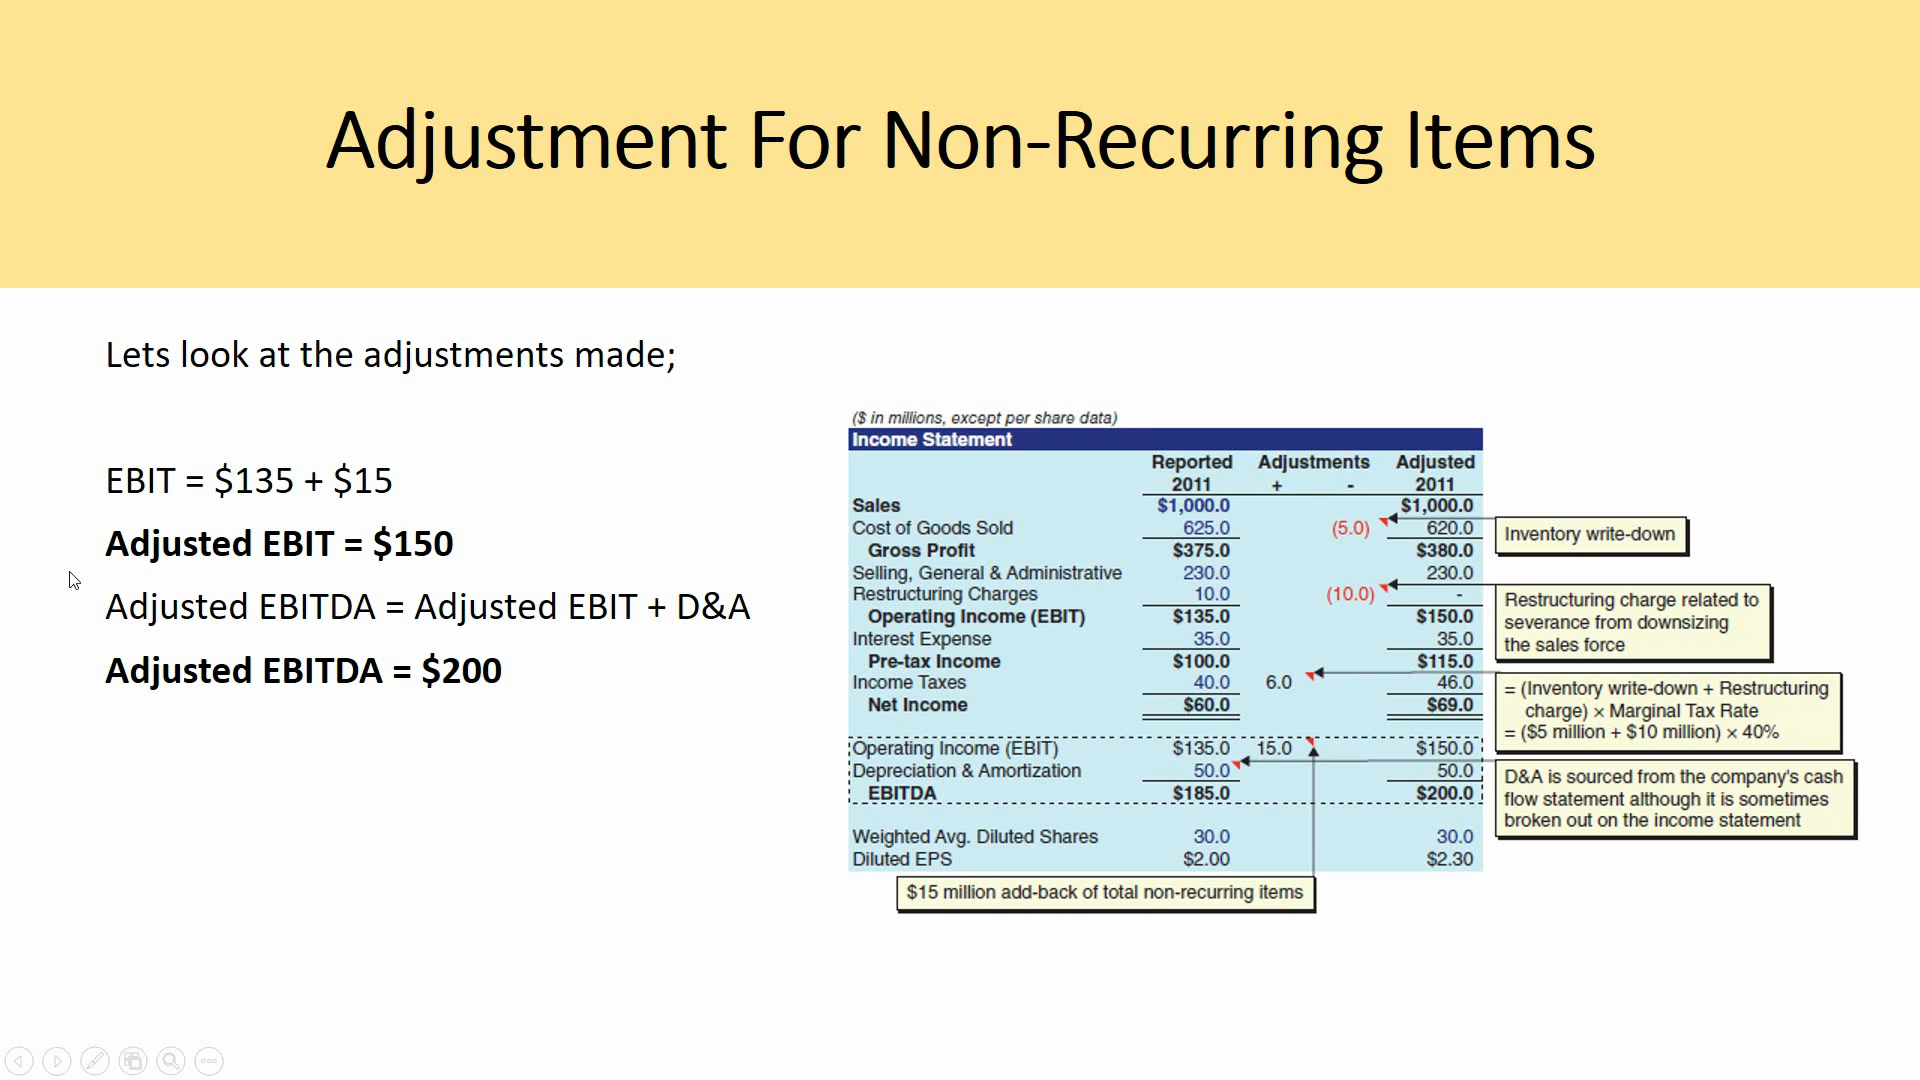 Adjustment For Non-Recurring Items
Lets look at the adjustments made;
EBIT = $135 + $15
Adjusted EBIT = $150
Adjusted EBITDA = Adjusted EBIT + D&A
Adjusted EBITDA = $200
($ in millions, except per share data)
Income Statement
Reported Adjustments Adjusted
2011 + - 2011
Sales $1,000.0 $1,000.0
Cost of Goods Sold 625.0 (5.0) 620.0
Gross Profit $375.0 $380.0
Selling, General & Administrative 230.0 230.0
Restructuring Charges 10.0 (10.0) -
Operating Income (EBIT) $135.0 $150.0
Interest Expense 35.0 35.0
Pre-tax Income $100.0 $115.0
Income Taxes 40.0 6.0 46.0
Net Income $60.0 $69.0
Operating Income (EBIT) $135.0 15.0 $150.0
Depreciation & Amortization 50.0 50.0
EBITDA $185.0 $200.0
Weighted Avg. Diluted Shares 30.0 30.0
Diluted EPS $2.00 $2.30
Inventory write-down
Restructuring charge related to
severance from downsizing
the sales force
= (Inventory write-down + Restructuring
charge) × Marginal Tax Rate
= ($5 million + $10 million) × 40%
D&A is sourced from the company's cash
flow statement although it is sometimes
broken out on the income statement
$15 million add-back of total non-recurring items